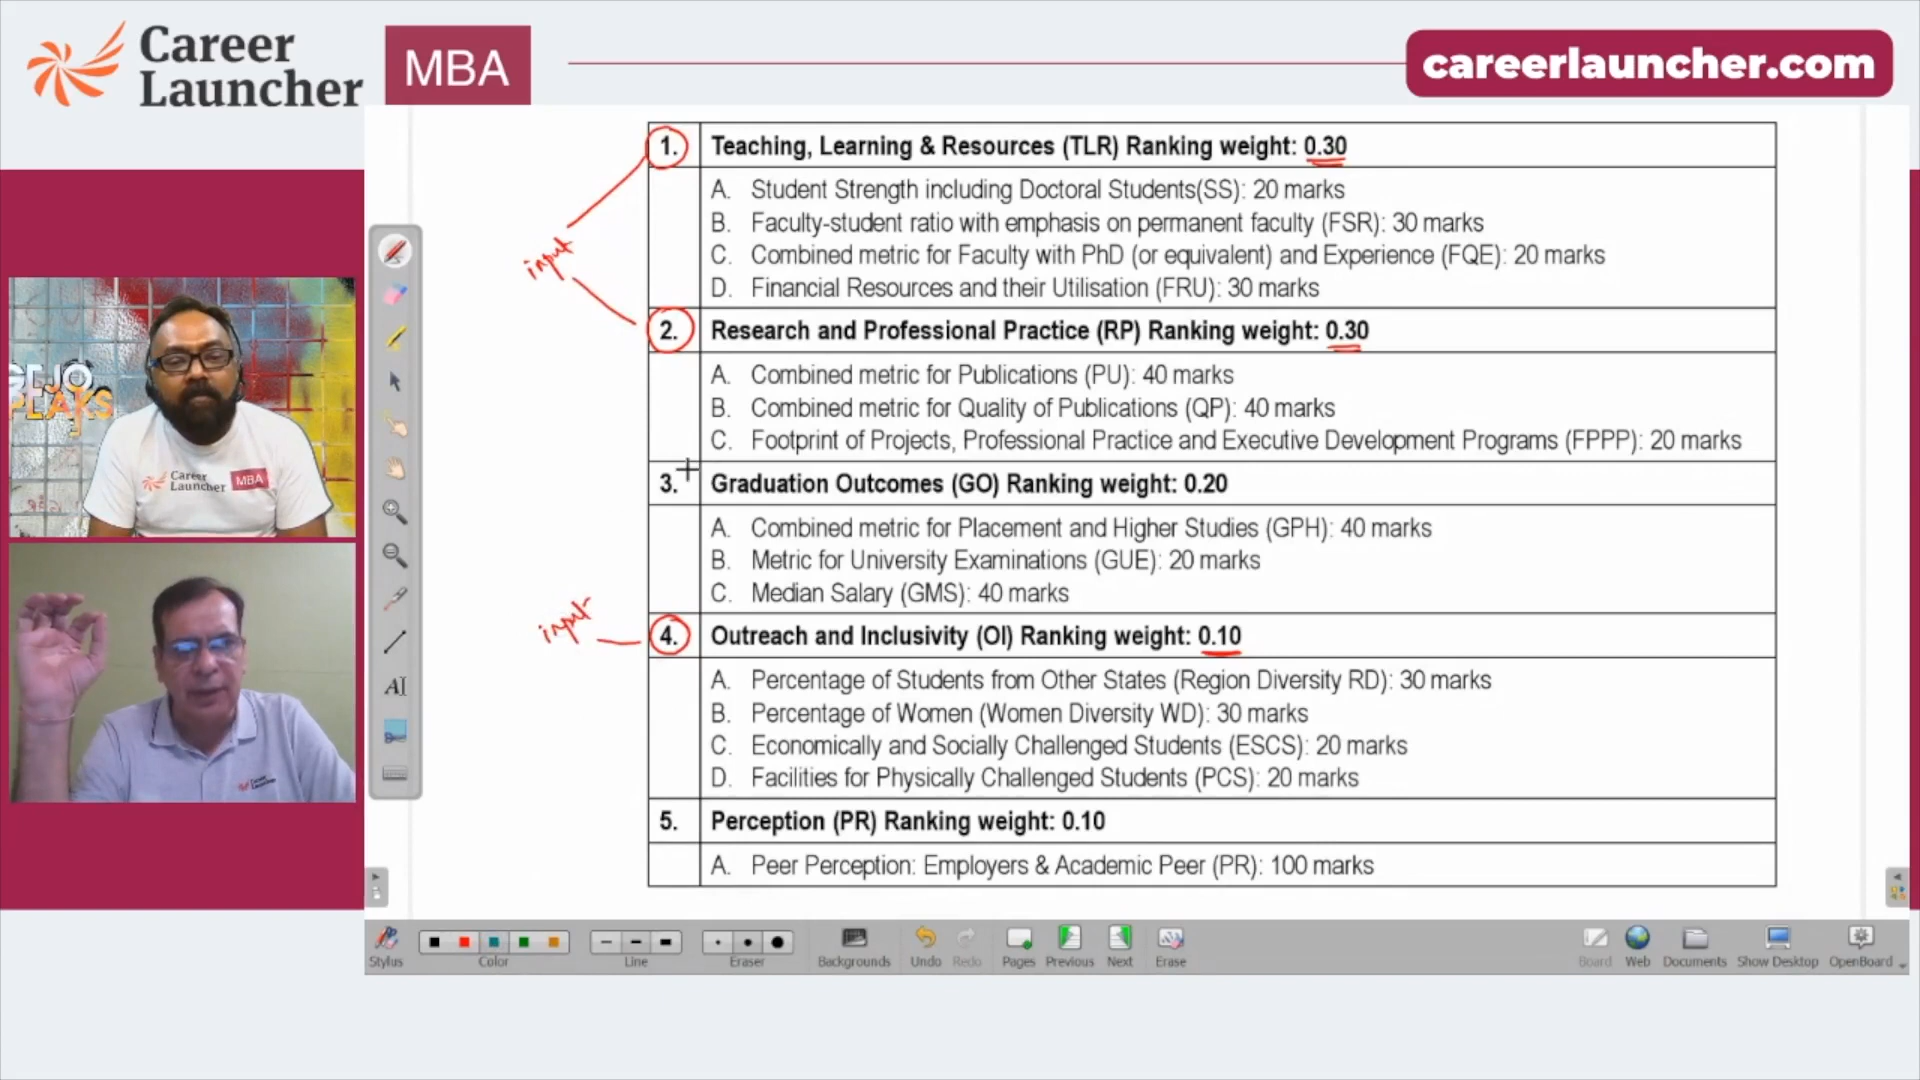 Career
Launcher
MBA
careerlauncher.com
1. Teaching, Learning & Resources (TLR) Ranking weight: 0.30
A. Student Strength including Doctoral Students(SS): 20 marks
B. Faculty-student ratio with emphasis on permanent faculty (FSR): 30 marks
C. Combined metric for Faculty with PhD (or equivalent) and Experience (FQE): 20 marks
D. Financial Resources and their Utilisation (FRU): 30 marks
input
2. Research and Professional Practice (RP) Ranking weight: 0.30
A. Combined metric for Publications (PU): 40 marks
B. Combined metric for Quality of Publications (QP): 40 marks
C. Footprint of Projects, Professional Practice and Executive Development Programs (FPPP): 20 marks
3. Graduation Outcomes (GO) Ranking weight: 0.20
A. Combined metric for Placement and Higher Studies (GPH): 40 marks
B. Metric for University Examinations (GUE): 20 marks
C. Median Salary (GMS): 40 marks
input
4. Outreach and Inclusivity (OI) Ranking weight: 0.10
A. Percentage of Students from Other States (Region Diversity RD): 30 marks
B. Percentage of Women (Women Diversity WD): 30 marks
C. Economically and Socially Challenged Students (ESCS): 20 marks
D. Facilities for Physically Challenged Students (PCS): 20 marks
5. Perception (PR) Ranking weight: 0.10
A. Peer Perception: Employers & Academic Peer (PR): 100 marks
GEJO
SPEAKS
Career
Launcher MBA
Career
Launcher
AI
Stylus Color Line Eraser Backgrounds Undo Redo Pages Previous Next Erase Board Web Documents Show Desktop OpenBoard